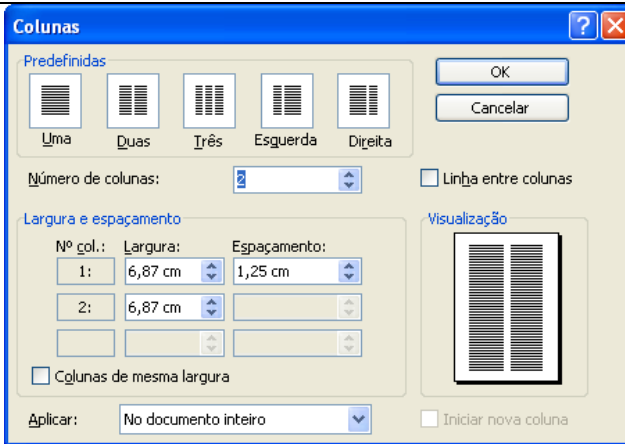 Colunas
Predefinidas
Uma Duas Três Esquerda Direita
OK
Cancelar
Número de colunas: 2
Linha entre colunas
Largura e espaçamento
Nº col.: Largura: Espaçamento:
1: 6,87 cm 1,25 cm
2: 6,87 cm
Colunas de mesma largura
Visualização
Aplicar: No documento inteiro
Iniciar nova coluna